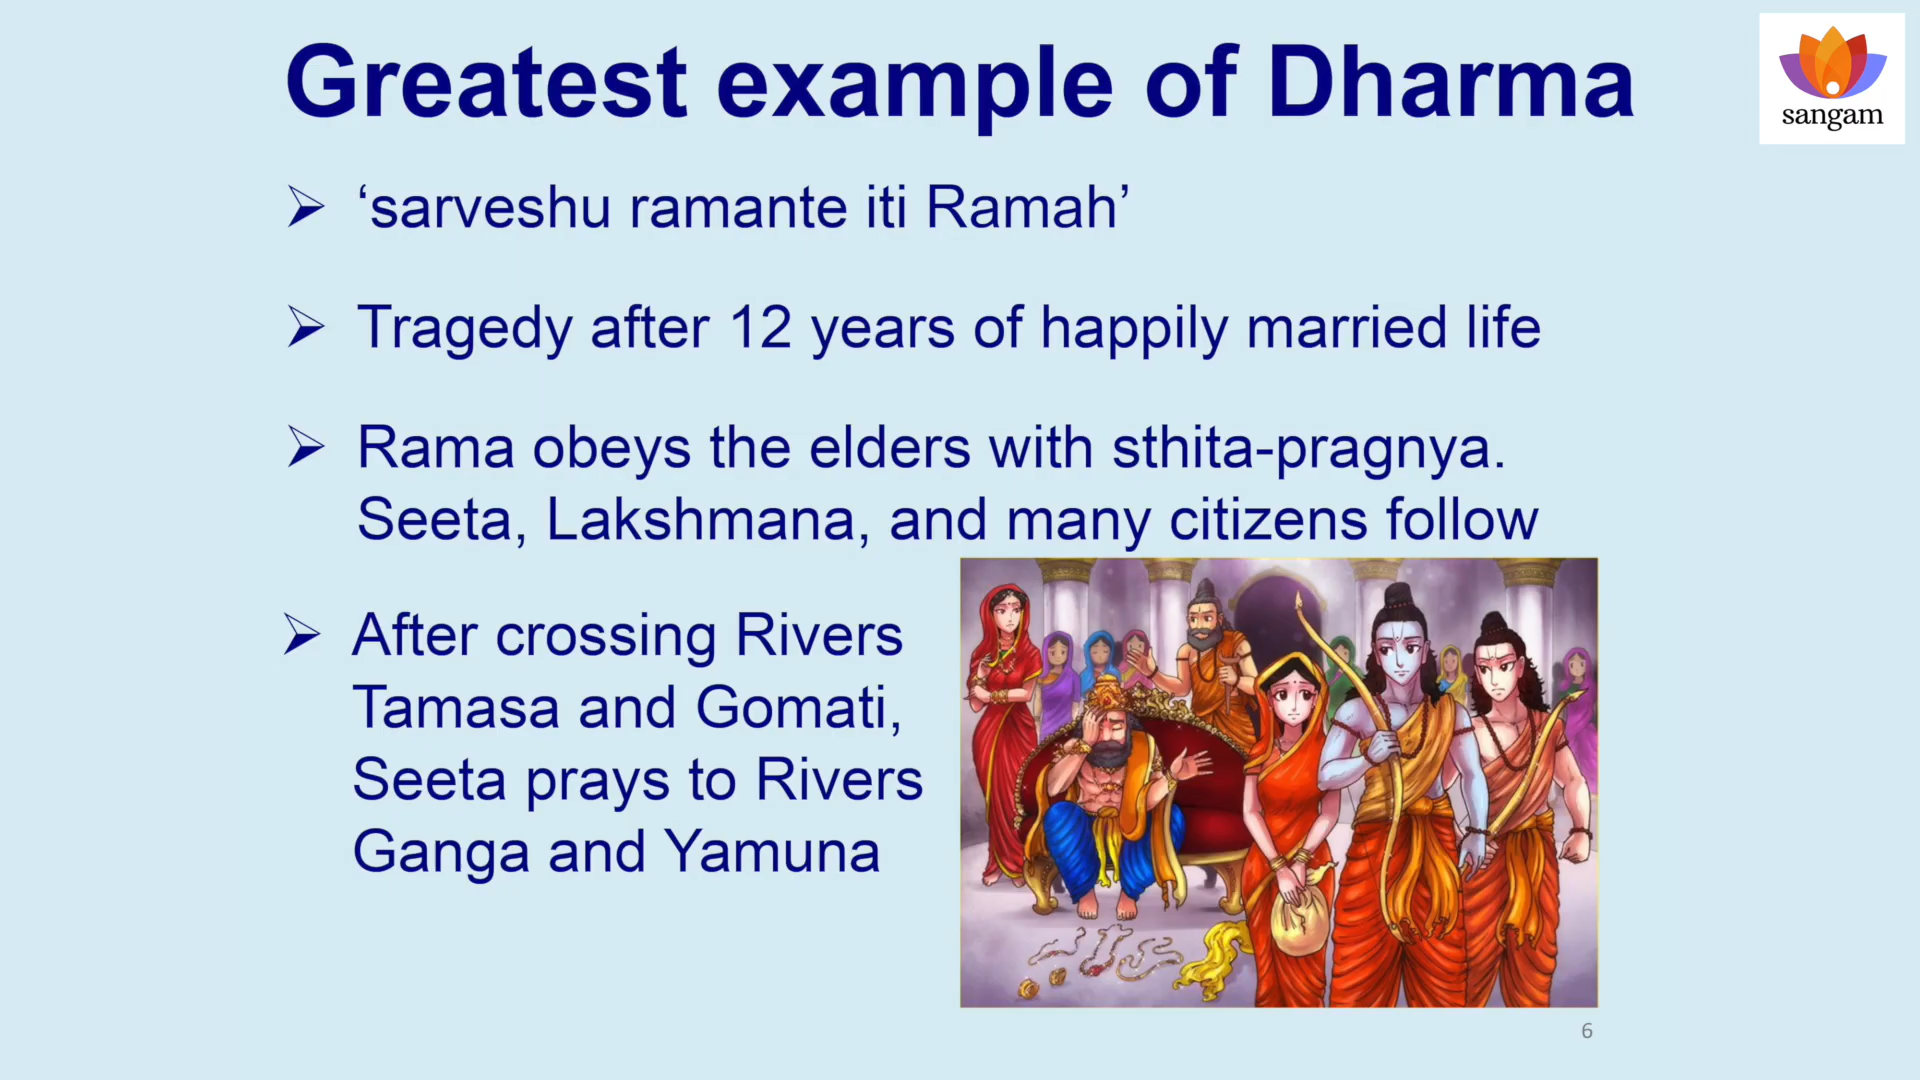 Greatest example of Dharma
sangam
➢ ‘sarveshu ramante iti Ramah’
➢ Tragedy after 12 years of happily married life
➢ Rama obeys the elders with sthita-pragnya.
Seeta, Lakshmana, and many citizens follow
➢ After crossing Rivers
Tamasa and Gomati,
Seeta prays to Rivers
Ganga and Yamuna
6